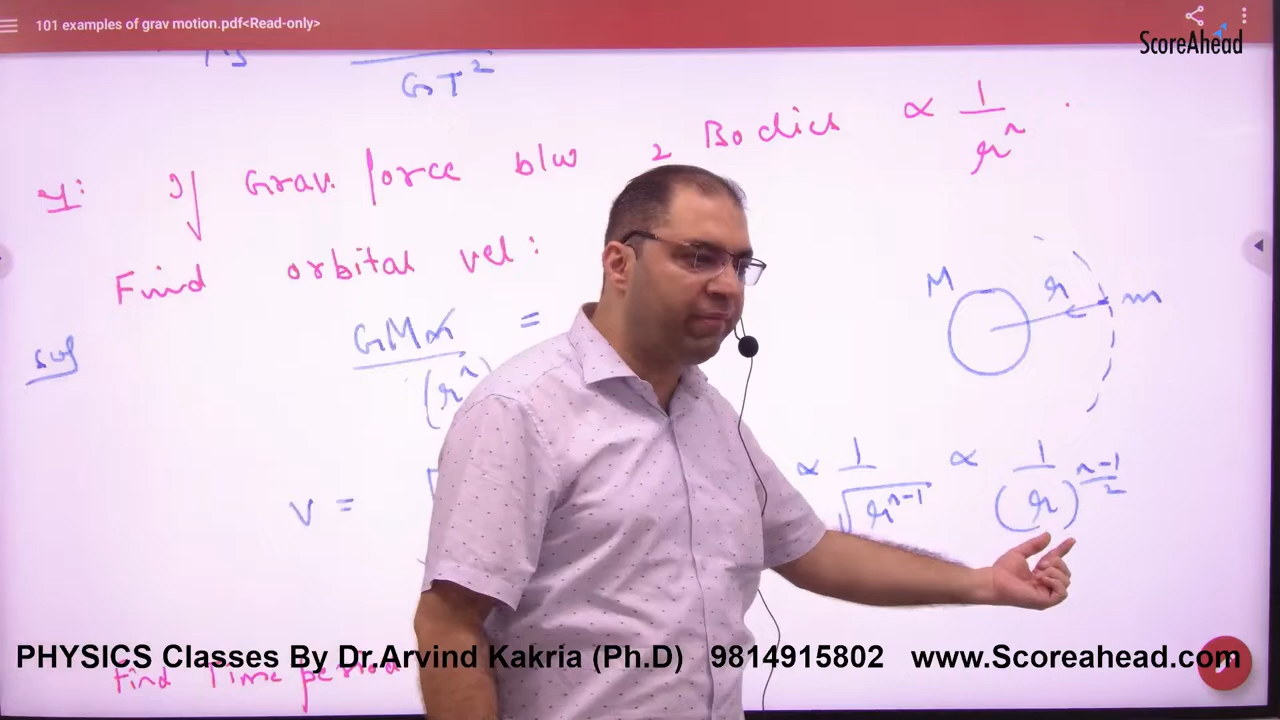 101 examples of grav motion.pdf<Read-only>
ScoreAhead
GT²
If Grav. force b/w 2 Bodies ∝ 1/rⁿ
Find orbital vel:
M r m
sol GMm/(rⁿ) =
v = √ ∝ 1/√rⁿ⁻¹ ∝ 1/(r)^(n-1)/2
PHYSICS Classes By Dr.Arvind Kakria (Ph.D) 9814915802 www.Scoreahead.com
Find Time period